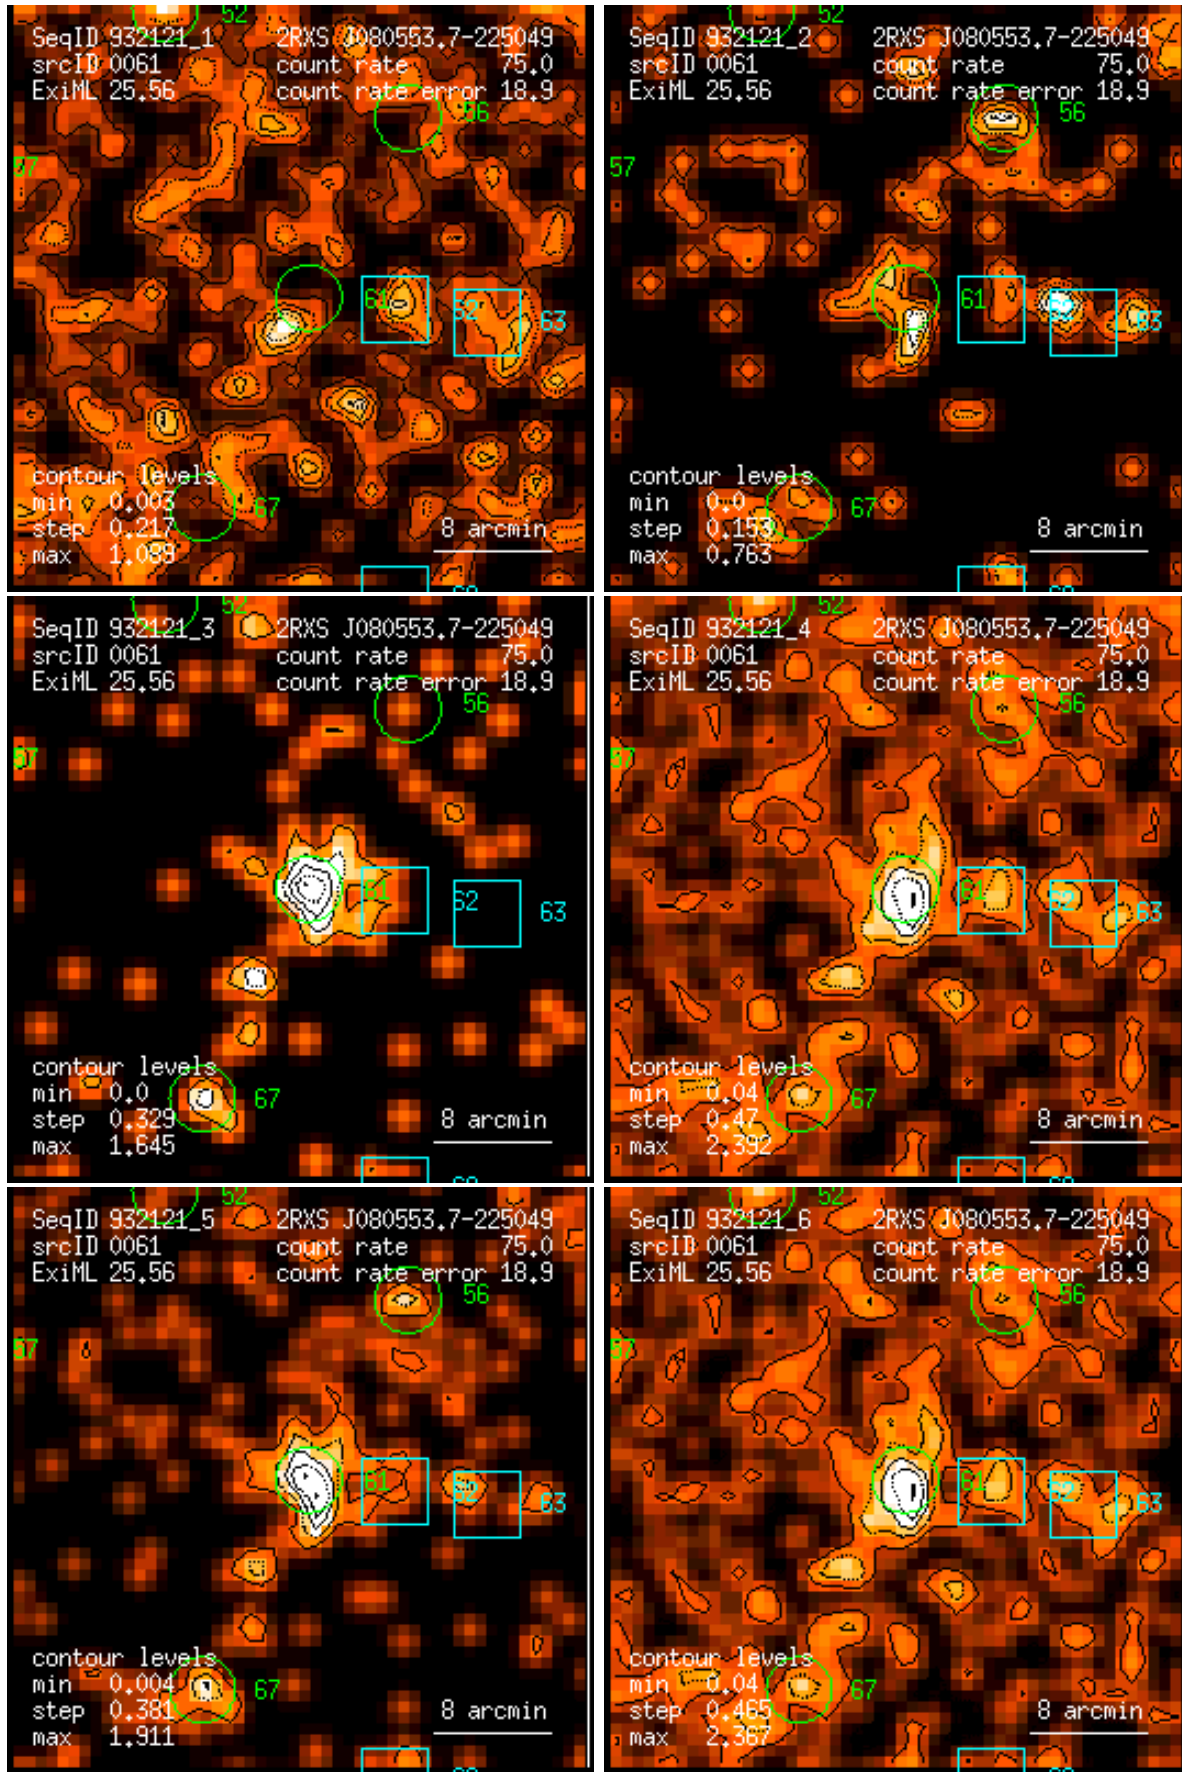 52
SeqID 932121_1 2RXS J080553.7-225049
srcID 0061 count rate 75.0
ExiML 25.56 count rate error 18.9
56
57
61 62 63
contour levels
min 0.003
67
step 0.217 8 arcmin
max 1.089
52
SeqID 932121_2 2RXS J080553.7-225049
srcID 0061 count rate 75.0
ExiML 25.56 count rate error 18.9
56
57
61 63
contour levels
min 0.0
67
step 0.153 8 arcmin
max 0.763
52
SeqID 932121_3 2RXS J080553.7-225049
srcID 0061 count rate 75.0
ExiML 25.56 count rate error 18.9
56
57
61 62 63
contour levels
min 0.0
67
step 0.329 8 arcmin
max 1.645
52
SeqID 932121_4 2RXS J080553.7-225049
srcID 0061 count rate 75.0
ExiML 25.56 count rate error 18.9
56
57
61 62 63
contour levels
min 0.04
67
step 0.47 8 arcmin
max 2.392
52
SeqID 932121_5 2RXS J080553.7-225049
srcID 0061 count rate 75.0
ExiML 25.56 count rate error 18.9
56
57
61 62 63
contour levels
min 0.004
67
step 0.381 8 arcmin
max 1.911
52
SeqID 932121_6 2RXS J080553.7-225049
srcID 0061 count rate 75.0
ExiML 25.56 count rate error 18.9
56
57
61 62 63
contour levels
min 0.04
67
step 0.465 8 arcmin
max 2.367